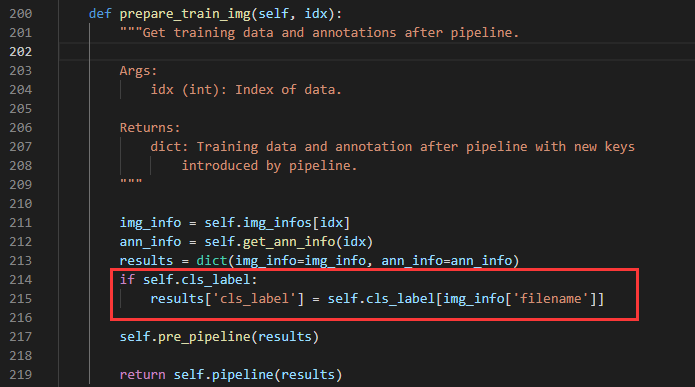 200 def prepare_train_img(self, idx):
201 """Get training data and annotations after pipeline.
202
203 Args:
204 idx (int): Index of data.
205
206 Returns:
207 dict: Training data and annotation after pipeline with new keys
208 introduced by pipeline.
209 """
210
211 img_info = self.img_infos[idx]
212 ann_info = self.get_ann_info(idx)
213 results = dict(img_info=img_info, ann_info=ann_info)
214 if self.cls_label:
215 results['cls_label'] = self.cls_label[img_info['filename']]
216
217 self.pre_pipeline(results)
218
219 return self.pipeline(results)